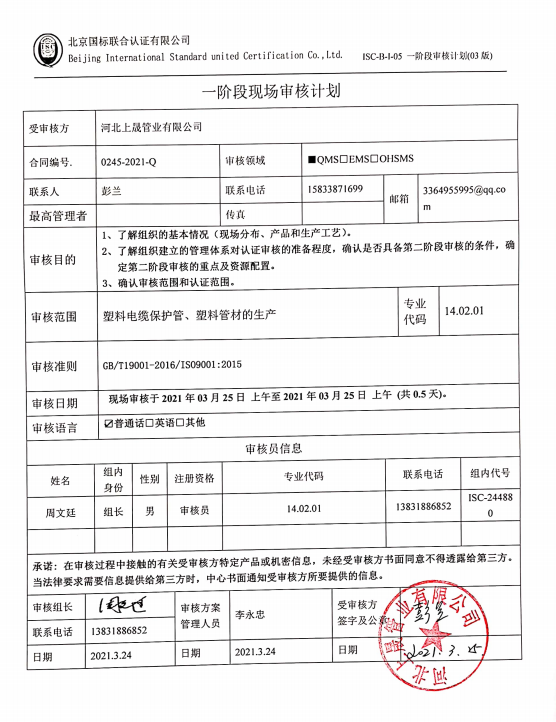 北京国标联合认证有限公司
Beijing International Standard united Certification Co.,Ltd. ISC-B-I-05 一阶段审核计划(03版)
ISC
一阶段现场审核计划
受审核方 河北上晟管业有限公司
合同编号. 0245-2021-Q 审核领域 ■QMS□EMS□OHSMS
联系人 彭兰 联系电话 15833871699 邮箱 3364955995@qq.co
m
最高管理者 传真
审核目的
1、了解组织的基本情况（现场分布、产品和生产工艺）。
2、了解组织建立的管理体系对认证审核的准备程度，确认是否具备第二阶段审核的条件，确
定第二阶段审核的重点及资源配置。
3、确认审核范围和认证范围。
审核范围 塑料电缆保护管、塑料管材的生产 专业
代码 14.02.01
审核准则 GB/T19001-2016/ISO9001:2015
审核日期 现场审核于 2021 年 03 月 25 日 上午至 2021 年 03 月 25 日 上午 (共 0.5 天)。
审核语言 ☑普通话□英语□其他
审核员信息
姓名 组内
身份 性别 注册资格 专业代码 联系电话 组内代号
周文廷 组长 男 审核员 14.02.01 13831886852 ISC-24488
0
承诺：在审核过程中接触的有关受审核方特定产品或机密信息，未经受审核方书面同意不得透露给第三方。
当法律要求需要信息提供给第三方时，中心书面通知受审核方所要提供的信息。
审核组长 审核方案
管理人员 李永忠 受审核方
签字及公章 彭兰
联系电话 13831886852
日期 2021.3.24 日期 2021.3.24 日期 2021.3.25
河北上晟管业有限公司